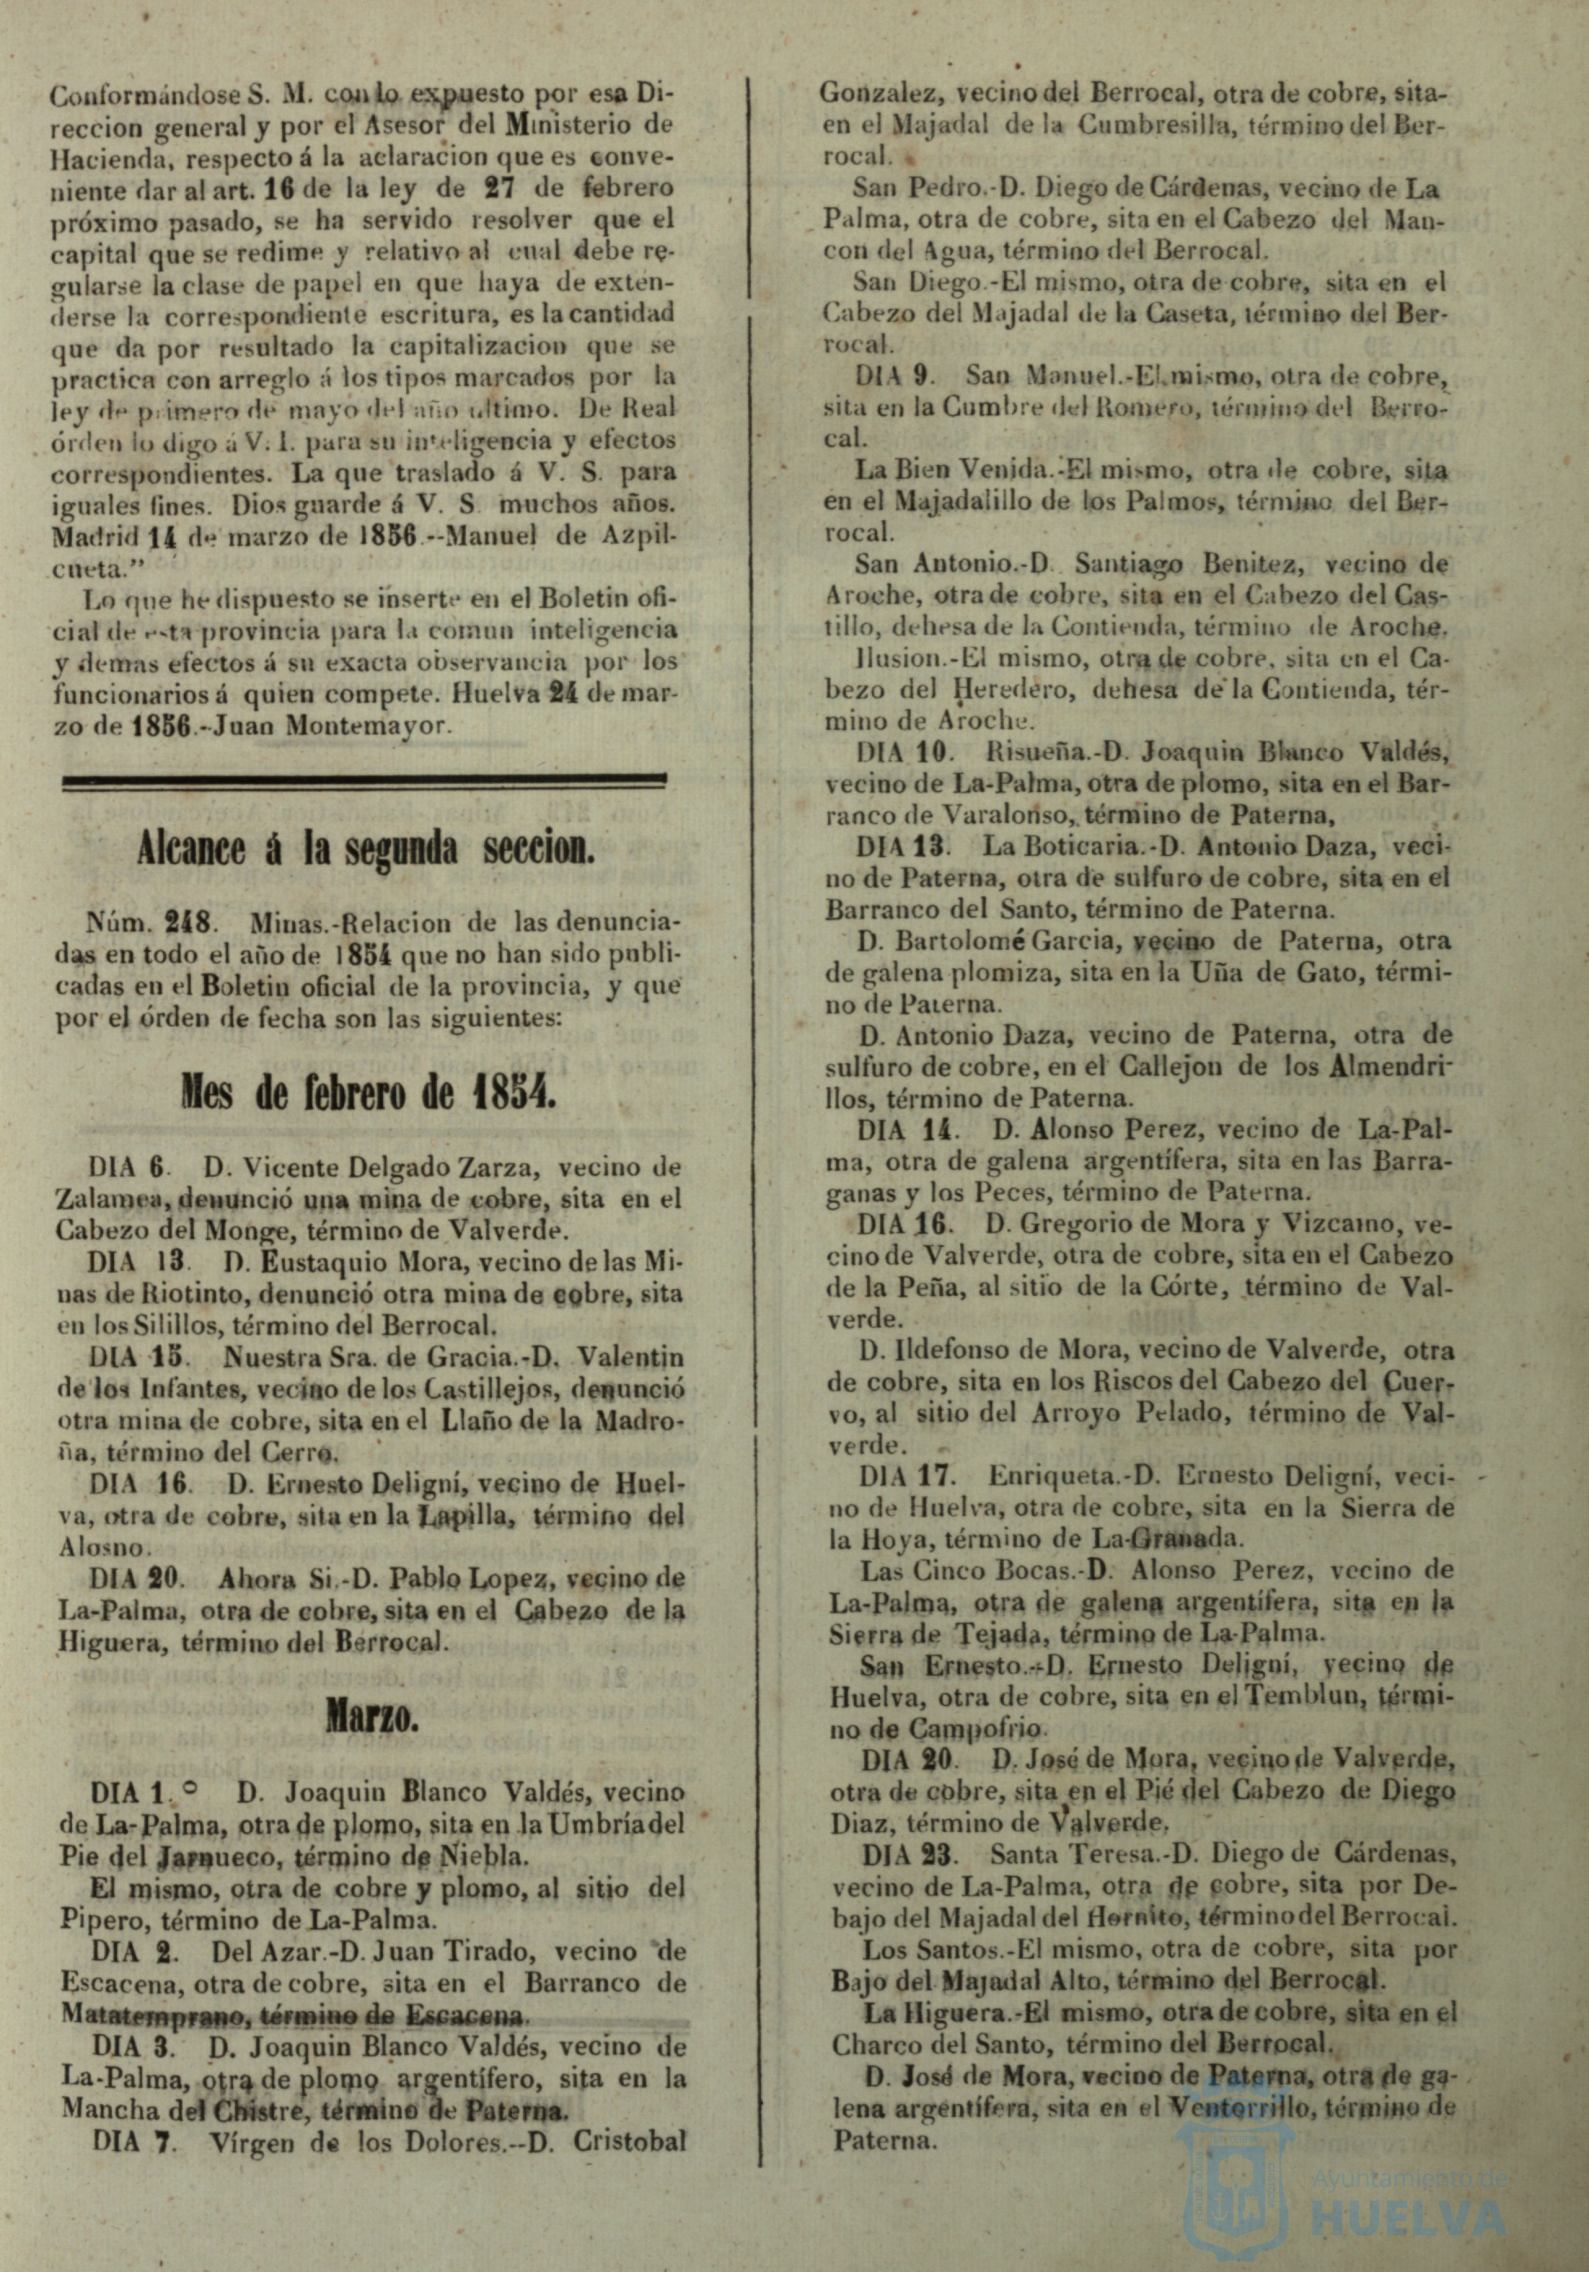 Conformándose S. M. con lo expuesto por esa Di-
reccion general y por el Asesor del Ministerio de
Hacienda, respecto á la aclaracion que es conve-
niente dar al art. 16 de la ley de 27 de febrero
próximo pasado, se ha servido resolver que el
capital que se redime y relativo al cual debe re-
gularse la clase de papel en que haya de exten-
derse la correspondiente escritura, es la cantidad
que da por resultado la capitalizacion que se
practica con arreglo á los tipos marcados por la
ley de primero de mayo del año ultimo. De Real
órden lo digo á V. I. para su inteligencia y efectos
correspondientes. La que traslado á V. S. para
iguales fines. Dios guarde á V. S. muchos años.
Madrid 14 de marzo de 1856.--Manuel de Azpil-
cueta.”
Lo que he dispuesto se inserte en el Boletin ofi-
cial de esta provincia para la comun inteligencia
y demas efectos á su exacta observancia por los
funcionarios á quien compete. Huelva 24 de mar-
zo de 1856.-Juan Montemayor.
Alcance á la segunda seccion.
Núm. 248. Minas.-Relacion de las denuncia-
das en todo el año de 1854 que no han sido publi-
cadas en el Boletin oficial de la provincia, y que
por el órden de fecha son las siguientes:
Mes de febrero de 1854.
DIA 6. D. Vicente Delgado Zarza, vecino de
Zalamea, denunció una mina de cobre, sita en el
Cabezo del Monge, término de Valverde.
DIA 13. D. Eustaquio Mora, vecino de las Mi-
nas de Riotinto, denunció otra mina de cobre, sita
en los Silillos, término del Berrocal.
DIA 15. Nuestra Sra. de Gracia.-D. Valentin
de los Infantes, vecino de los Castillejos, denunció
otra mina de cobre, sita en el Llaño de la Madro-
ña, término del Cerro.
DIA 16. D. Ernesto Deligní, vecino de Huel-
va, otra de cobre, sita en la Lapilla, término del
Alosno.
DIA 20. Ahora Si.-D. Pablo Lopez, vecino de
La-Palma, otra de cobre, sita en el Cabezo de la
Higuera, término del Berrocal.
Marzo.
DIA 1.º D. Joaquin Blanco Valdés, vecino
de La-Palma, otra de plomo, sita en la Umbría del
Pie del Jarnueco, término de Niebla.
El mismo, otra de cobre y plomo, al sitio del
Pipero, término de La-Palma.
DIA 2. Del Azar.-D. Juan Tirado, vecino de
Escacena, otra de cobre, sita en el Barranco de
Matatemprano, término de Escacena.
DIA 3. D. Joaquin Blanco Valdés, vecino de
La-Palma, otra de plomo argentífero, sita en la
Mancha del Chistre, término de Paterna.
DIA 7. Vírgen de los Dolores.--D. Cristobal
Gonzalez, vecino del Berrocal, otra de cobre, sita-
en el Majadal de la Cumbresilla, término del Ber-
rocal.
San Pedro.-D. Diego de Cárdenas, vecino de La
Palma, otra de cobre, sita en el Cabezo del Man-
con del Agua, término del Berrocal.
San Diego.-El mismo, otra de cobre, sita en el
Cabezo del Majadal de la Caseta, término del Ber-
rocal.
DIA 9. San Manuel.-El mismo, otra de cobre,
sita en la Cumbre del Romero, término del Berro-
cal.
La Bien Venida.-El mismo, otra de cobre, sita
en el Majadalillo de los Palmos, término del Ber-
rocal.
San Antonio.-D. Santiago Benitez, vecino de
Aroche, otra de cobre, sita en el Cabezo del Cas-
tillo, dehesa de la Contienda, término de Aroche.
Ilusion.-El mismo, otra de cobre, sita en el Ca-
bezo del Heredero, dehesa de la Contienda, tér-
mino de Aroche.
DIA 10. Risueña.-D. Joaquin Blanco Valdés,
vecino de La-Palma, otra de plomo, sita en el Bar-
ranco de Varalonso, término de Paterna,
DIA 13. La Boticaria.-D. Antonio Daza, veci-
no de Paterna, otra de sulfuro de cobre, sita en el
Barranco del Santo, término de Paterna.
D. Bartolomé Garcia, vecino de Paterna, otra
de galena plomiza, sita en la Uña de Gato, térmi-
no de Paterna.
D. Antonio Daza, vecino de Paterna, otra de
sulfuro de cobre, en el Callejon de los Almendri-
llos, término de Paterna.
DIA 14. D. Alonso Perez, vecino de La-Pal-
ma, otra de galena argentífera, sita en las Barra-
ganas y los Peces, término de Paterna.
DIA 16. D. Gregorio de Mora y Vizcaino, ve-
cino de Valverde, otra de cobre, sita en el Cabezo
de la Peña, al sitio de la Córte, término de Val-
verde.
D. Ildefonso de Mora, vecino de Valverde, otra
de cobre, sita en los Riscos del Cabezo del Cuer-
vo, al sitio del Arroyo Pelado, término de Val-
verde.
DIA 17. Enriqueta.-D. Ernesto Deligní, veci-
no de Huelva, otra de cobre, sita en la Sierra de
la Hoya, término de La-Granada.
Las Cinco Bocas.-D. Alonso Perez, vecino de
La-Palma, otra de galena argentífera, sita en la
Sierra de Tejada, término de La-Palma.
San Ernesto.--D. Ernesto Deligní, vecino de
Huelva, otra de cobre, sita en el Temblun, térmi-
no de Campofrio.
DIA 20. D. José de Mora, vecino de Valverde,
otra de cobre, sita en el Pié del Cabezo de Diego
Diaz, término de Valverde.
DIA 23. Santa Teresa.-D. Diego de Cárdenas,
vecino de La-Palma, otra de cobre, sita por De-
bajo del Majadal del Hornito, término del Berrocal.
Los Santos.-El mismo, otra de cobre, sita por
Bajo del Majadal Alto, término del Berrocal.
La Higuera.-El mismo, otra de cobre, sita en el
Charco del Santo, término del Berrocal.
D. José de Mora, vecino de Paterna, otra de ga-
lena argentífera, sita en el Ventorrillo, término de
Paterna.
Ayuntamiento de
HUELVA